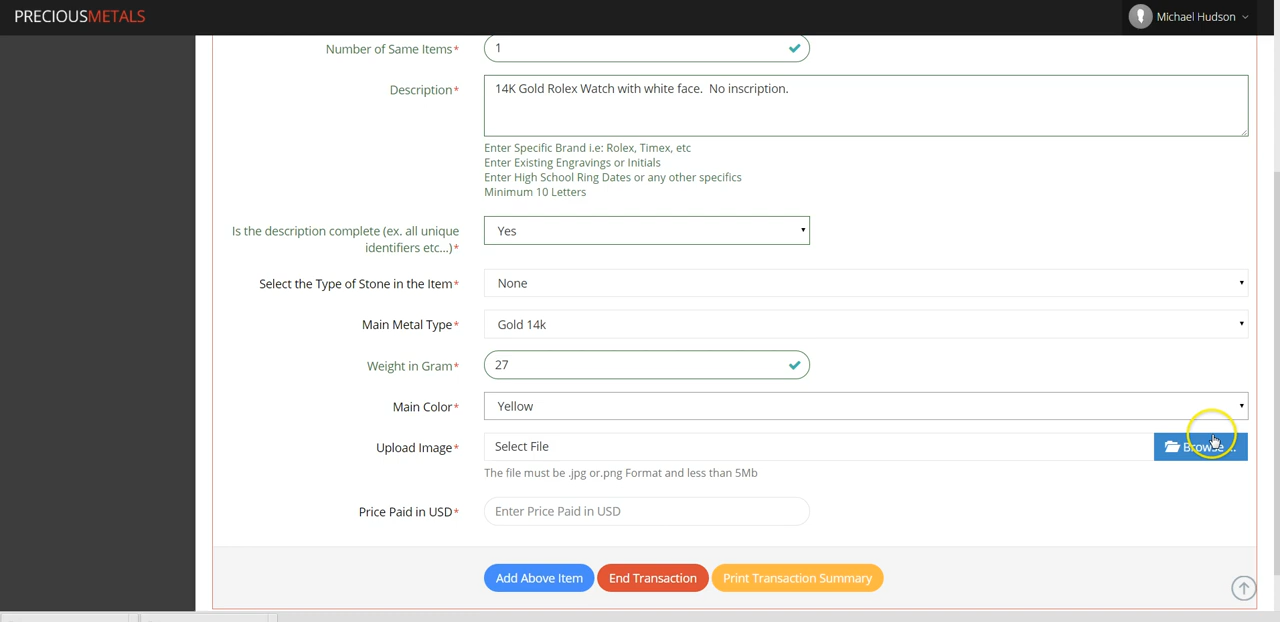 PRECIOUSMETALS
Michael Hudson
Number of Same Items*
1
Description*
14K Gold Rolex Watch with white face.  No inscription.
Enter Specific Brand i.e: Rolex, Timex, etc
Enter Existing Engravings or Initials
Enter High School Ring Dates or any other specifics
Minimum 10 Letters
Is the description complete (ex. all unique
identifiers etc...)*
Yes
Select the Type of Stone in the Item*
None
Main Metal Type*
Gold 14k
Weight in Gram*
27
Main Color*
Yellow
Upload Image*
Select File
Browse ...
The file must be .jpg or.png Format and less than 5Mb
Price Paid in USD*
Enter Price Paid in USD
Add Above Item
End Transaction
Print Transaction Summary